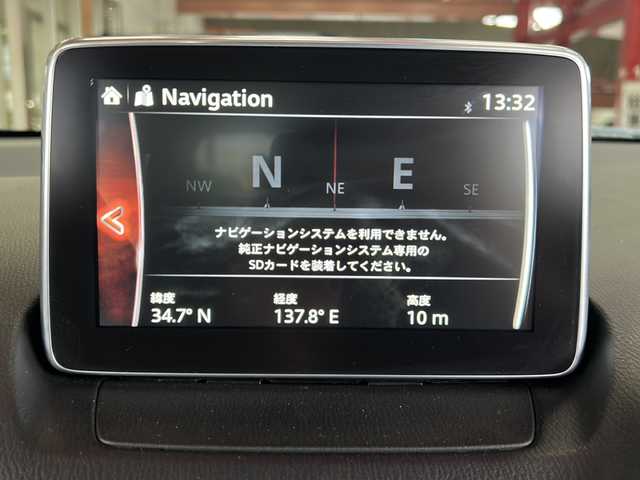 Navigation 13:32
NW N NE E SE
ナビゲーションシステムを利用できません。
純正ナビゲーションシステム専用の
SDカードを装着してください。
緯度 経度 高度
34.7° N 137.8° E 10 m